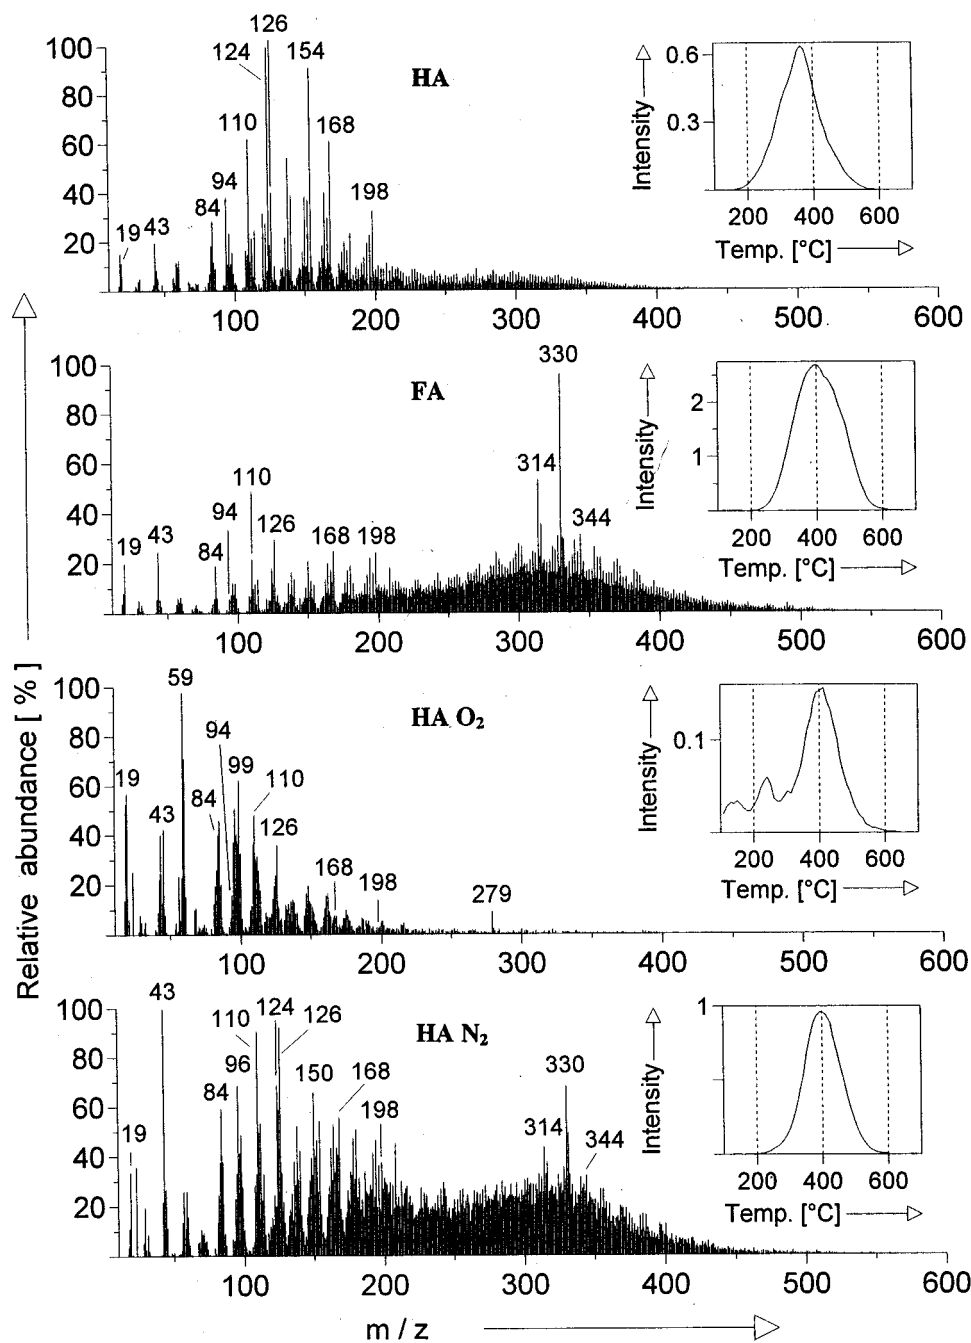 126
100 124 154 HA 0.6
80 Intensity
110 168
60 0.3
40 94
84 198
20 19 43 200 400 600
Temp. [°C]
100 200 300 400 500 600
330
100 FA
80 314 Intensity 2
60 110 1
40 94 126 344
19 43 168 198 200 400 600
20 84 Temp. [°C]
100 200 300 400 500 600
Relative abundance [ % ]
59
100 HA O₂
80 94 Intensity 0.1
19 99 110
60 84
40 43 126
168 200 400 600
20 198 279 Temp. [°C]
100 200 300 400 500 600
43
100 110 124 126 HA N₂ 1
80 96 330 Intensity
84 150 168
60 198 314
40 19 344 200 400 600
20 Temp. [°C]
100 200 300 400 500 600
m / z